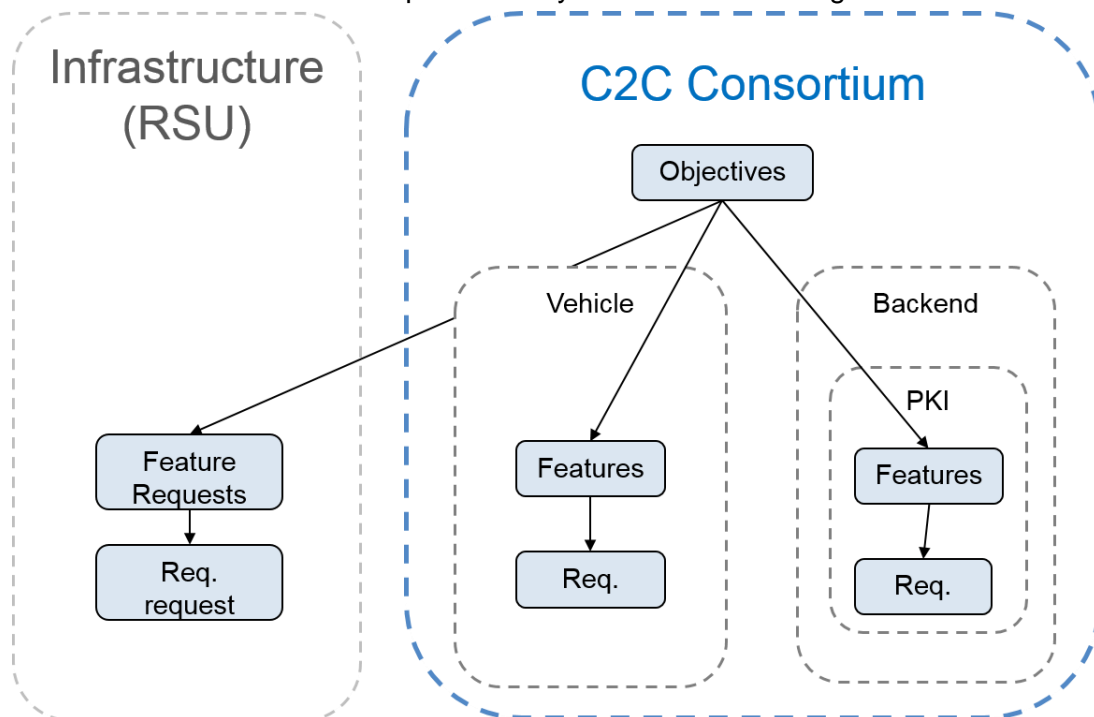 Infrastructure
(RSU)
C2C Consortium
Objectives
Vehicle
Backend
PKI
Feature
Requests
Features
Features
Req.
request
Req.
Req.